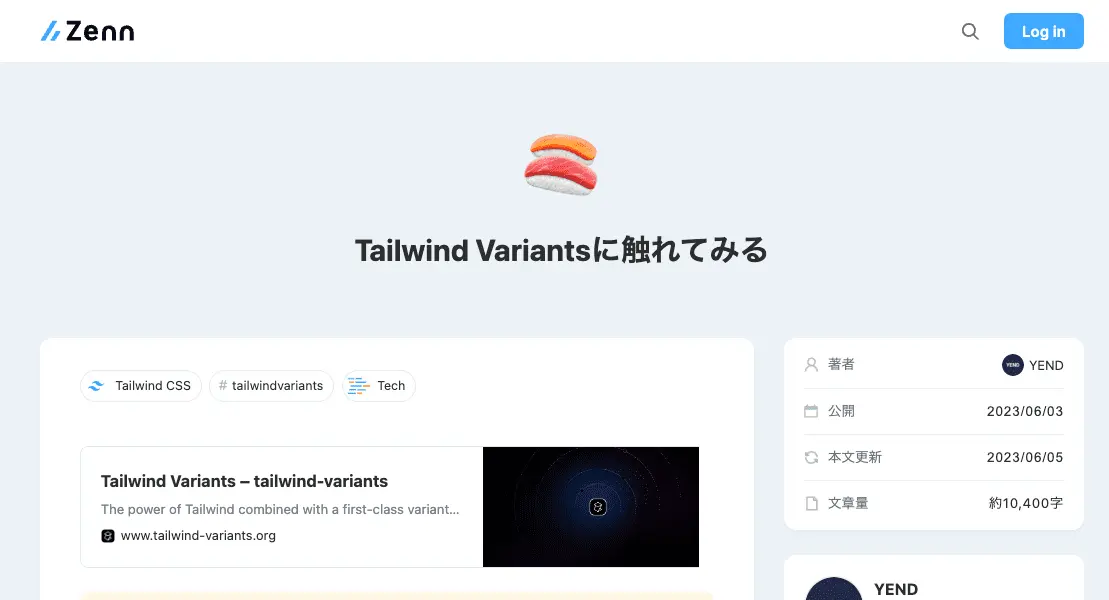 Zenn
Log in
Tailwind Variantsに触れてみる
Tailwind CSS
# tailwindvariants
Tech
Tailwind Variants – tailwind-variants
The power of Tailwind combined with a first-class variant...
www.tailwind-variants.org
著者 YEND YEND
公開 2023/06/03
本文更新 2023/06/05
文章量 約10,400字
YEND